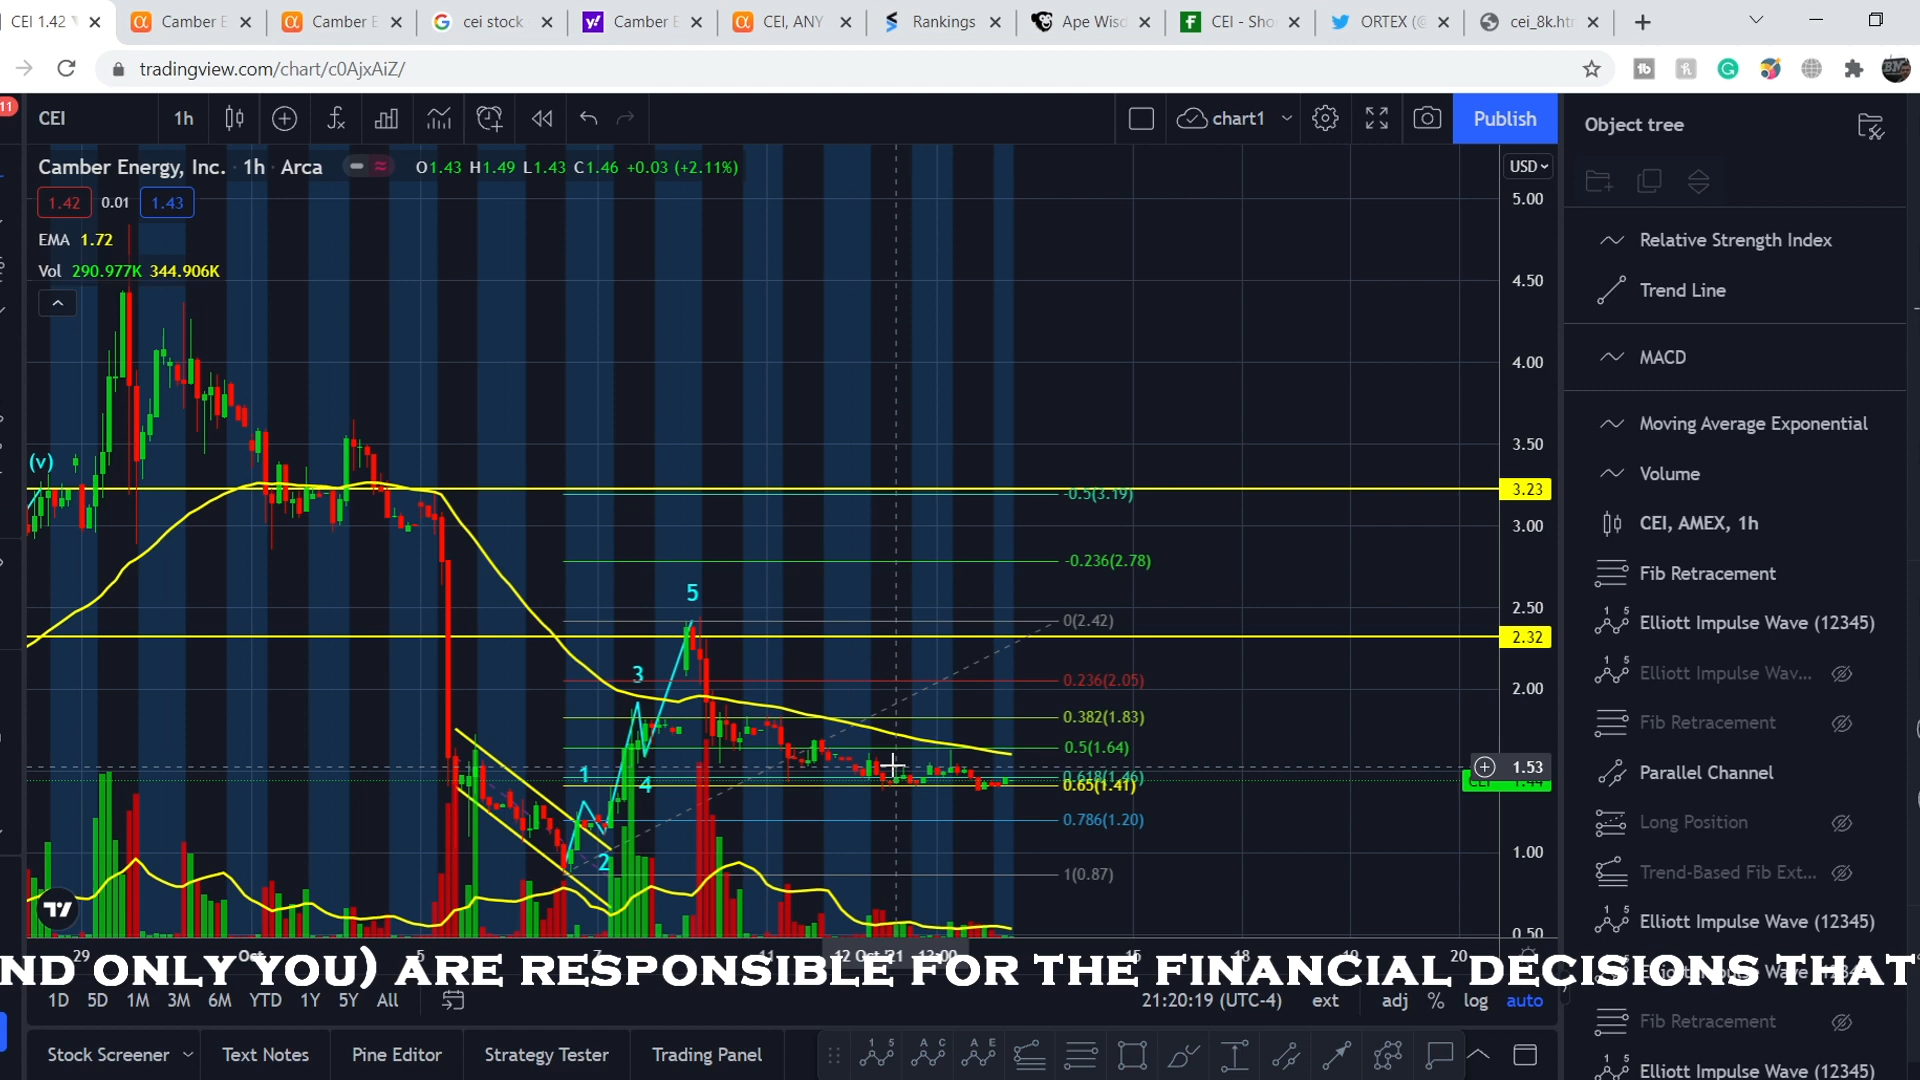 CEI 1.42
Camber E
Camber E
cei stock
Camber E
CEI, ANY
Rankings
Ape Wisd
CEI - Sho
ORTEX (@
cei_8k.htm
tradingview.com/chart/c0AjxAiZ/
11
CEI
1h
chart1
Publish
Object tree
Camber Energy, Inc. · 1h · Arca
O1.43 H1.49 L1.43 C1.46 +0.03 (+2.11%)
USD
1.42 0.01 1.43
EMA 1.72
Vol 290.977K 344.906K
5.00
4.50
4.00
3.50
3.23
3.00
2.50
2.32
2.00
1.53
1.00
0.50
(v)
1
2
3
4
5
-0.5(3.19)
-0.236(2.78)
0(2.42)
0.236(2.05)
0.382(1.83)
0.5(1.64)
0.618(1.46)
0.65(1.41)
0.786(1.20)
1(0.87)
Relative Strength Index
Trend Line
MACD
Moving Average Exponential
Volume
CEI, AMEX, 1h
Fib Retracement
Elliott Impulse Wave (12345)
Elliott Impulse Wav...
Fib Retracement
Parallel Channel
Long Position
Trend-Based Fib Ext...
Elliott Impulse Wave (12345)
Fib Retracement
Elliott Impulse Wave (12345)
29 Oct 5 7 11 12 Oct '21 13:00 15 18 19 20
ND ONLY YOU) ARE RESPONSIBLE FOR THE FINANCIAL DECISIONS THAT
1D 5D 1M 3M 6M YTD 1Y 5Y All
21:20:19 (UTC-4) ext adj % log auto
Stock Screener Text Notes Pine Editor Strategy Tester Trading Panel